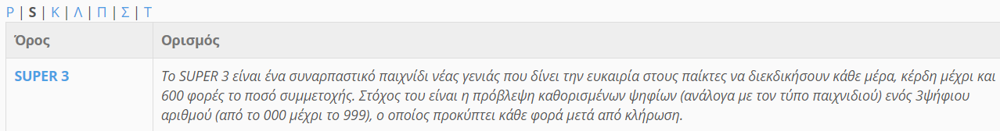 P | S | Κ | Λ | Π | Σ | Τ
Όρος Ορισμός
SUPER 3 Το SUPER 3 είναι ένα συναρπαστικό παιχνίδι νέας γενιάς που δίνει την ευκαιρία στους παίκτες να διεκδικήσουν κάθε μέρα, κέρδη μέχρι και
600 φορές το ποσό συμμετοχής. Στόχος του είναι η πρόβλεψη καθορισμένων ψηφίων (ανάλογα με τον τύπο παιχνιδιού) ενός 3ψήφιου
αριθμού (από το 000 μέχρι το 999), ο οποίος προκύπτει κάθε φορά μετά από κλήρωση.